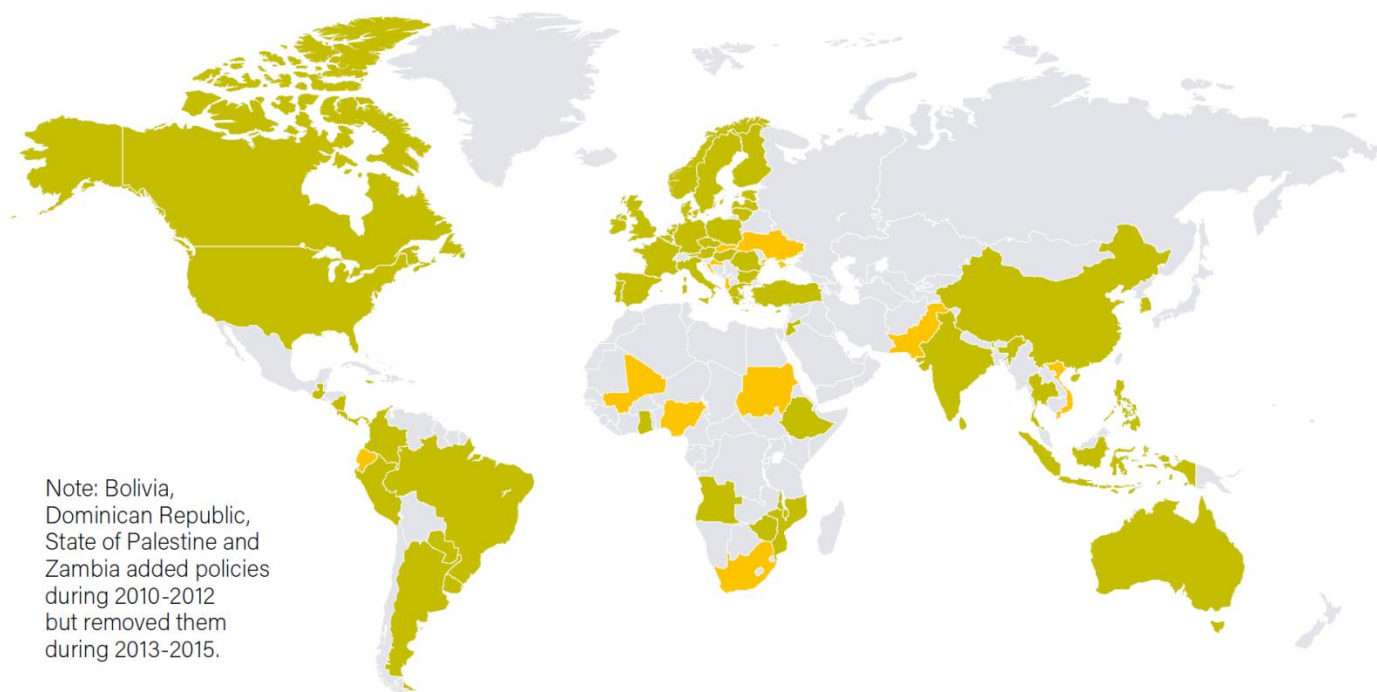 Note: Bolivia,
Dominican Republic,
State of Palestine and
Zambia added policies
during 2010-2012
but removed them
during 2013-2015.